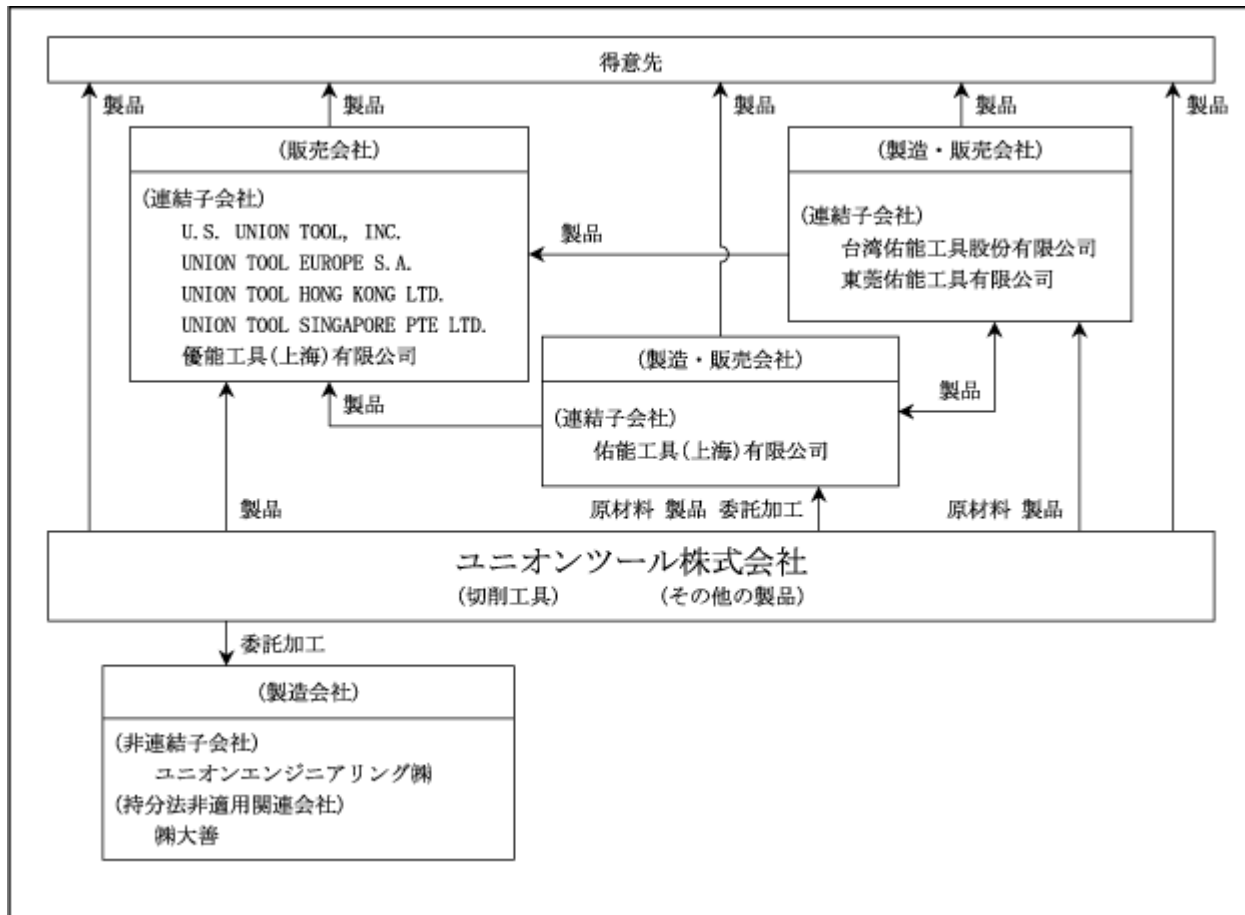 得意先
製品
製品
製品
製品
製品
(販売会社)
(連結子会社)
U.S. UNION TOOL, INC.
UNION TOOL EUROPE S.A.
UNION TOOL HONG KONG LTD.
UNION TOOL SINGAPORE PTE LTD.
優能工具(上海)有限公司
製品
(製造・販売会社)
(連結子会社)
台湾佑能工具股份有限公司
東莞佑能工具有限公司
(製造・販売会社)
(連結子会社)
佑能工具(上海)有限公司
製品
製品
製品
原材料 製品 委託加工
原材料 製品
ユニオンツール株式会社
(切削工具) (その他の製品)
委託加工
(製造会社)
(非連結子会社)
ユニオンエンジニアリング㈱
(持分法非適用関連会社)
㈱大善